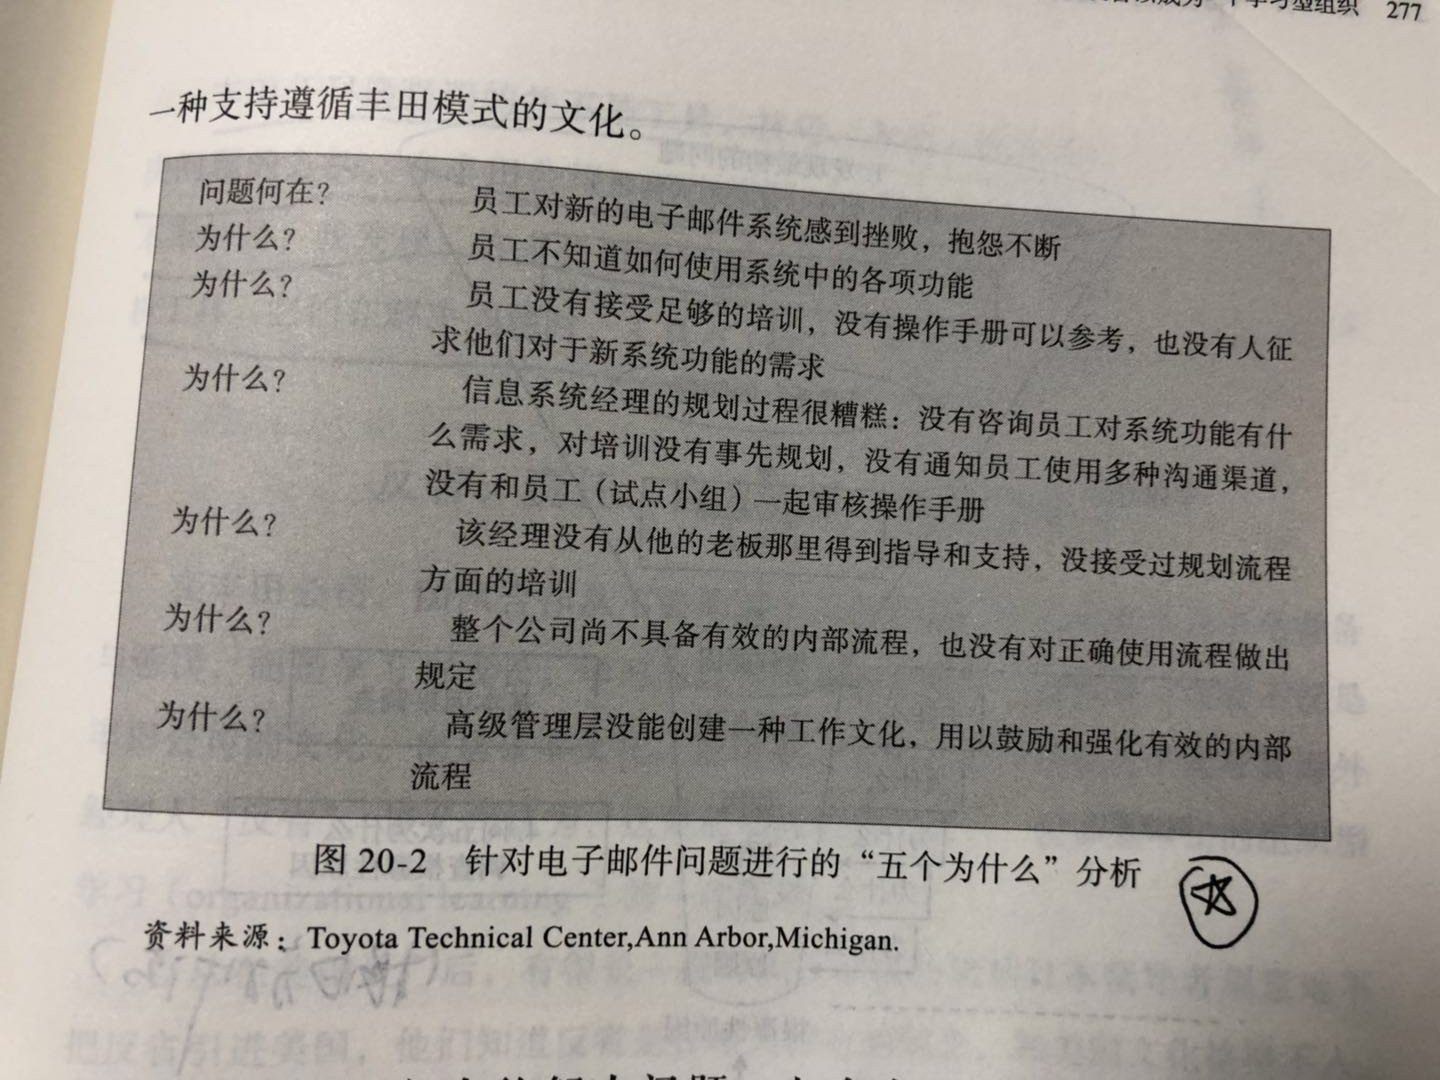 学习型组织 277
一种支持遵循丰田模式的文化。
问题何在? 员工对新的电子邮件系统感到挫败，抱怨不断
为什么? 员工不知道如何使用系统中的各项功能
为什么? 员工没有接受足够的培训，没有操作手册可以参考，也没有人征
求他们对于新系统功能的需求
为什么? 信息系统经理的规划过程很糟糕：没有咨询员工对系统功能有什
么需求，对培训没有事先规划，没有通知员工使用多种沟通渠道，
没有和员工（试点小组）一起审核操作手册
为什么? 该经理没有从他的老板那里得到指导和支持，没接受过规划流程
方面的培训
为什么? 整个公司尚不具备有效的内部流程，也没有对正确使用流程做出
规定
为什么? 高级管理层没能创建一种工作文化，用以鼓励和强化有效的内部
流程
图 20-2 针对电子邮件问题进行的“五个为什么”分析
资料来源：Toyota Technical Center,Ann Arbor,Michigan.